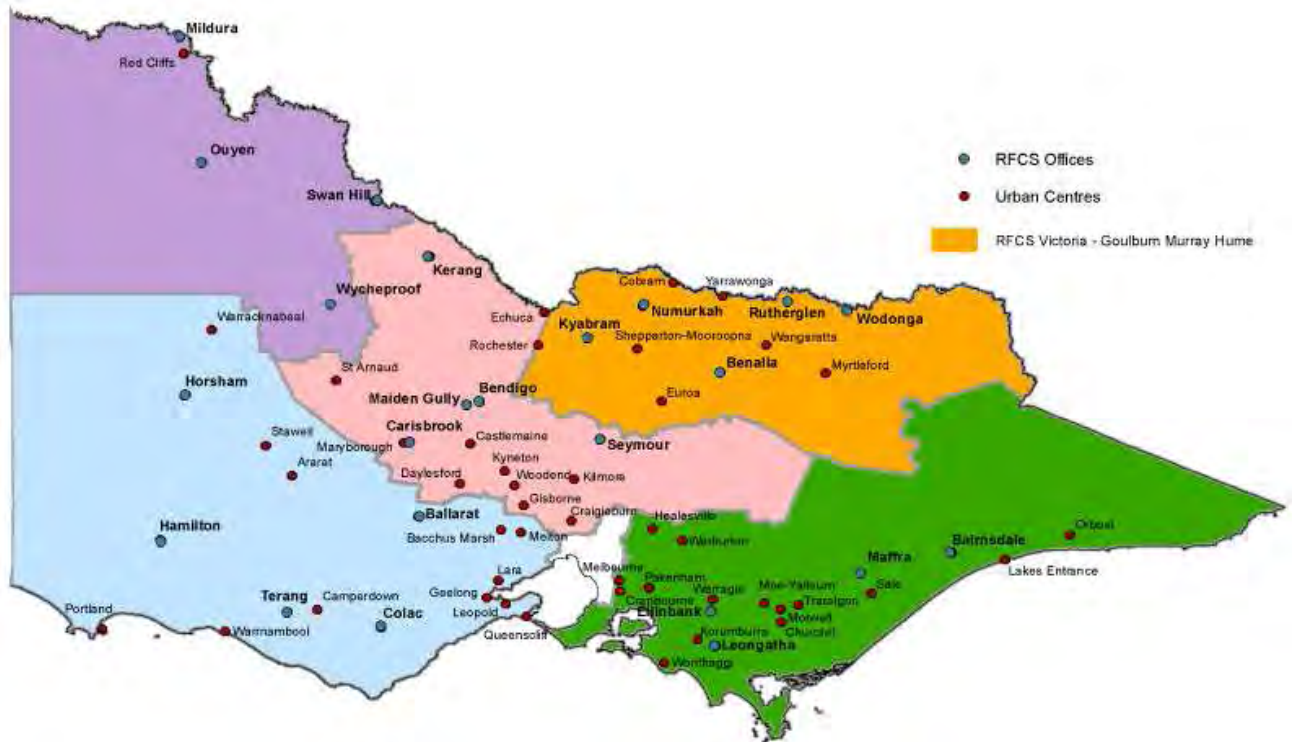 Mildura
Red Cliffs
Ouyen
Swan Hill
RFCS Offices
Urban Centres
RFCS Victoria - Goulburn Murray Hume
Kerang
Wycheproof
Warracknabeal
Echuca
Cobram
Yarrawonga
Numurkah
Rutherglen
Wodonga
Kyabram
Shepparton-Mooroopna
Wangaratta
Rochester
Benalla
Myrtleford
St Arnaud
Horsham
Maiden Gully
Bendigo
Euroa
Carisbrook
Maryborough
Castlemaine
Seymour
Stawell
Ararat
Kyneton
Daylesford
Woodend
Kilmore
Gisborne
Ballarat
Craigieburn
Hamilton
Bacchus Marsh
Melton
Healesville
Warburton
Orbost
Bairnsdale
Lakes Entrance
Maffra
Sale
Lara
Melbourne
Pakenham
Cranbourne
Warragul
Moe-Yallourn
Traralgon
Morwell
Churchill
Ellinbank
Geelong
Leopold
Queenscliff
Terang
Camperdown
Colac
Portland
Warrnambool
Korumburra
Leongatha
Wonthaggi